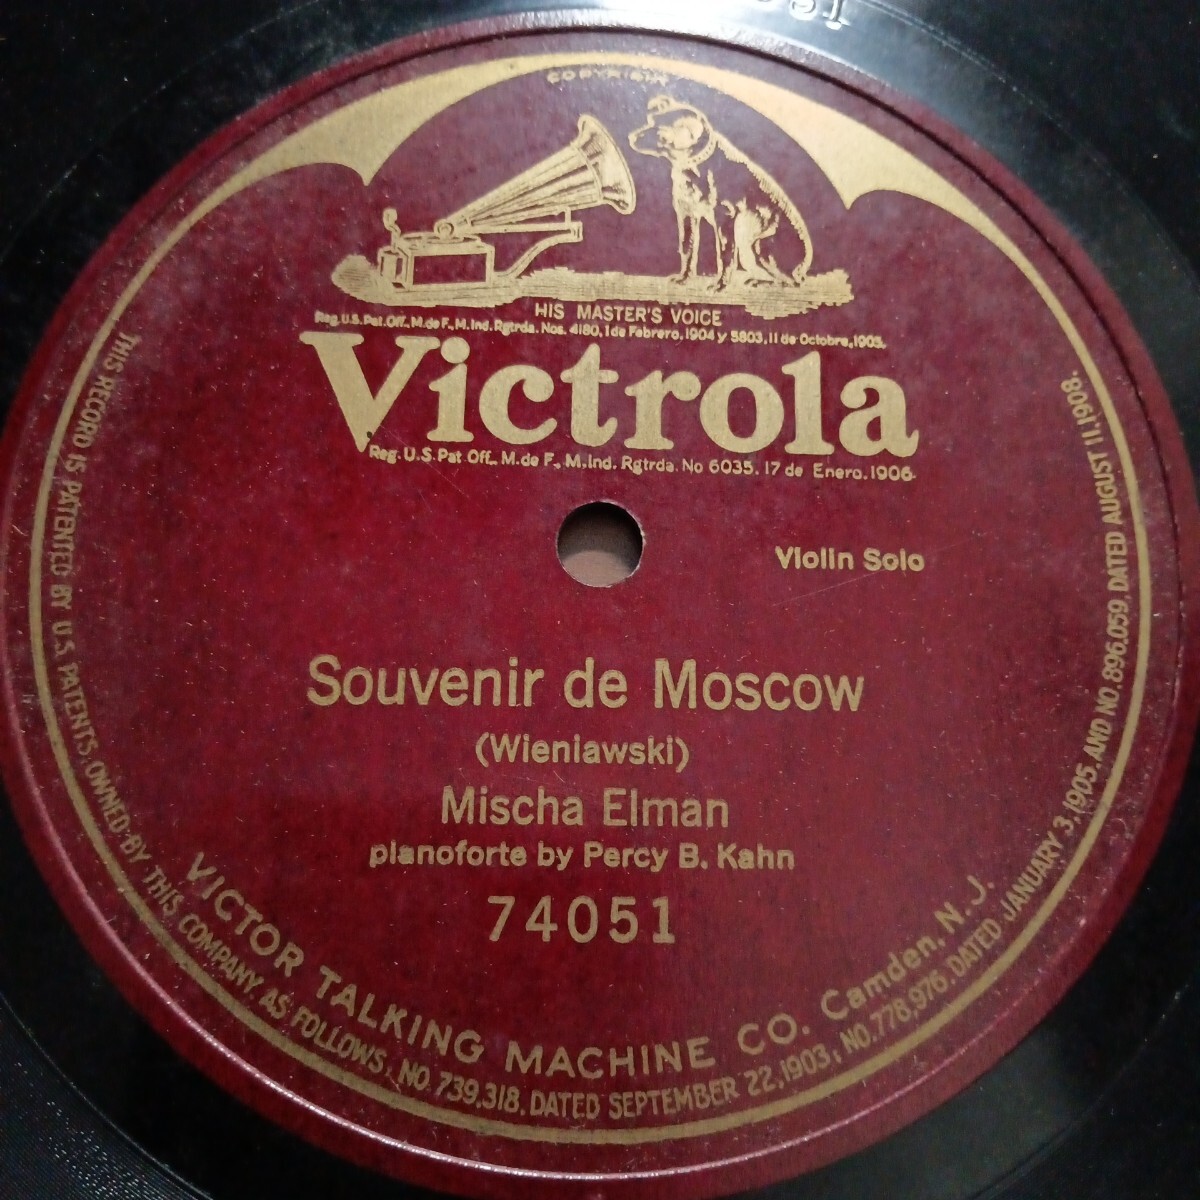 COPYRIGHT
HIS MASTER'S VOICE
Reg. U.S. Pat. Off., M. de F., M. Ind. Rgtrda. Nos. 4180, 1 de Febrero, 1904 y 5803, 11 de Octobre, 1905.
Victrola
Reg. U.S. Pat. Off., M. de F., M. Ind. Rgtrda. No 6035. 17 de Enero. 1906.
Violin Solo
Souvenir de Moscow
(Wieniawski)
Mischa Elman
pianoforte by Percy B. Kahn
74051
VICTOR TALKING MACHINE CO. Camden, N. J.
THIS RECORD IS PATENTED BY U.S. PATENTS, OWNED BY THIS COMPANY AS FOLLOWS, NO. 739,318. DATED SEPTEMBER 22,1903, NO. 778,976. DATED JANUARY 3,1905. AND NO. 896,059, DATED AUGUST 11.1908.